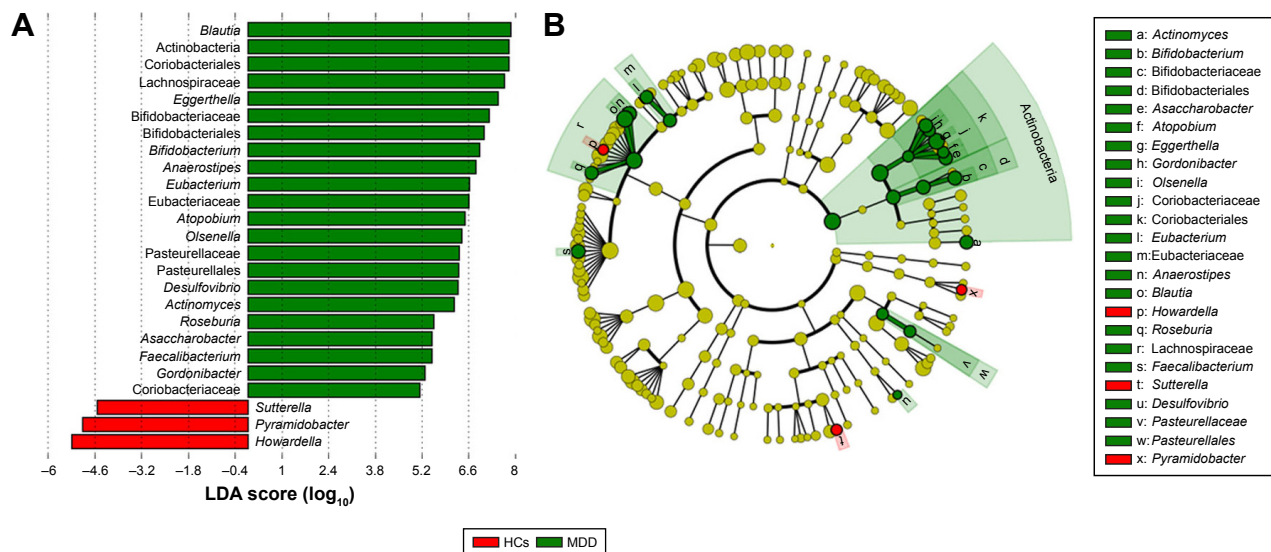 A
Blautia
Actinobacteria
Coriobacteriales
Lachnospiraceae
Eggerthella
Bifidobacteriaceae
Bifidobacteriales
Bifidobacterium
Anaerostipes
Eubacterium
Eubacteriaceae
Atopobium
Olsenella
Pasteurellaceae
Pasteurellales
Desulfovibrio
Actinomyces
Roseburia
Asaccharobacter
Faecalibacterium
Gordonibacter
Coriobacteriaceae
Sutterella
Pyramidobacter
Howardella
–6 –4.6 –3.2 –1.8 –0.4 1 2.4 3.8 5.2 6.6 8
LDA score (log10)
B
m
l
n
o
r
p
q
s
i
h
g
f
e
j
k
b
c
d
Actinobacteria
a
x
v
w
u
t
a: Actinomyces
b: Bifidobacterium
c: Bifidobacteriaceae
d: Bifidobacteriales
e: Asaccharobacter
f: Atopobium
g: Eggerthella
h: Gordonibacter
i: Olsenella
j: Coriobacteriaceae
k: Coriobacteriales
l: Eubacterium
m:Eubacteriaceae
n: Anaerostipes
o: Blautia
p: Howardella
q: Roseburia
r: Lachnospiraceae
s: Faecalibacterium
t: Sutterella
u: Desulfovibrio
v: Pasteurellaceae
w: Pasteurellales
x: Pyramidobacter
HCs MDD